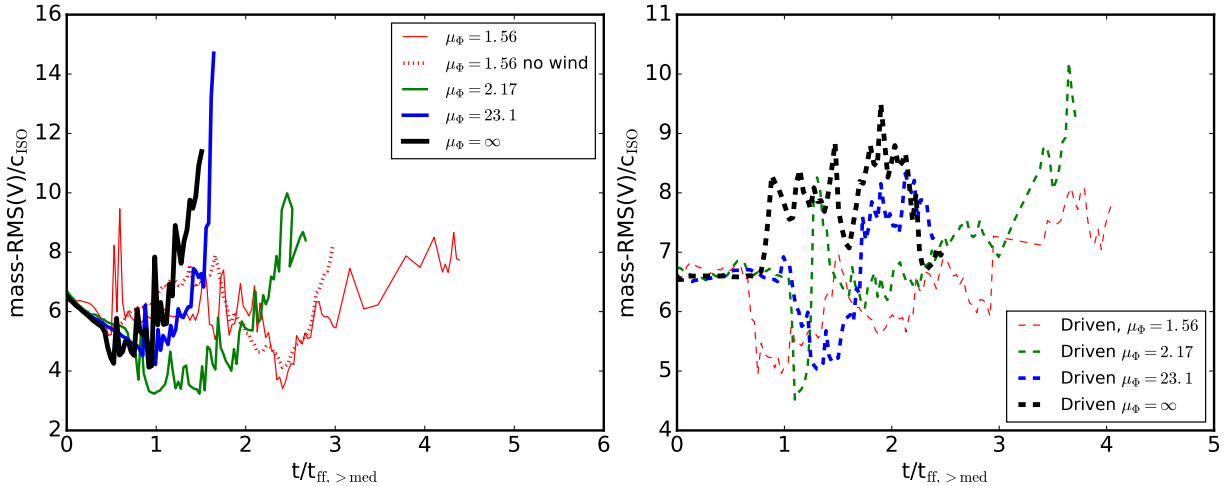 16
14
12
10
8
6
4
2
0
1
2
3
4
5
6
mass-RMS(V)/c_ISO
t/t_ff, >med
μ_Φ = 1.56
μ_Φ = 1.56 no wind
μ_Φ = 2.17
μ_Φ = 23.1
μ_Φ = ∞
11
10
9
8
7
6
5
4
0
1
2
3
4
5
mass-RMS(V)/c_ISO
t/t_ff, >med
Driven, μ_Φ = 1.56
Driven μ_Φ = 2.17
Driven μ_Φ = 23.1
Driven μ_Φ = ∞